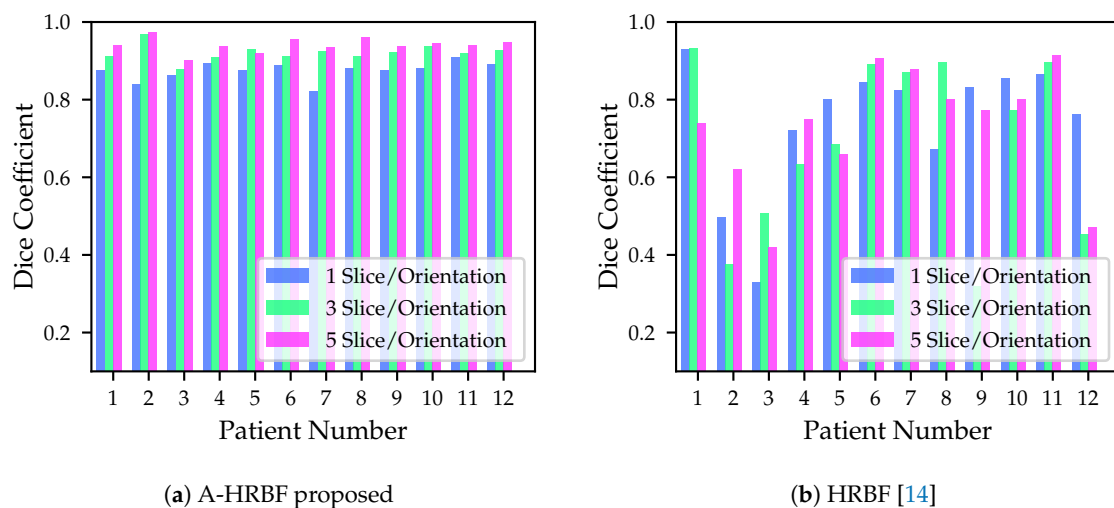 1.0
0.8
0.6
0.4
0.2
Dice Coefficient
1 Slice/Orientation
3 Slice/Orientation
5 Slice/Orientation
1 2 3 4 5 6 7 8 9 10 11 12
Patient Number
(a) A-HRBF proposed
1.0
0.8
0.6
0.4
0.2
Dice Coefficient
1 Slice/Orientation
3 Slice/Orientation
5 Slice/Orientation
1 2 3 4 5 6 7 8 9 10 11 12
Patient Number
(b) HRBF [14]